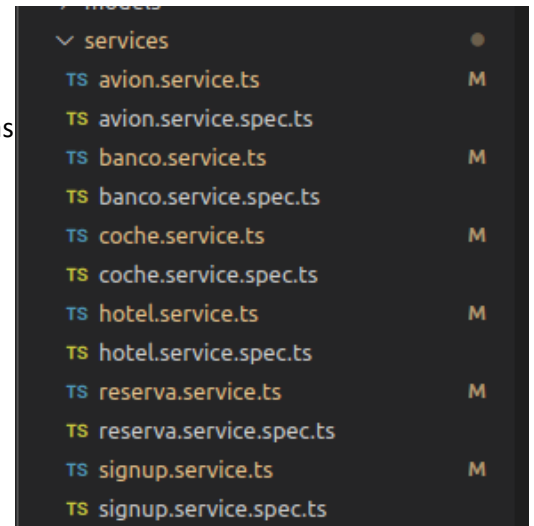 models
services
TS avion.service.ts M
TS avion.service.spec.ts
TS banco.service.ts M
TS banco.service.spec.ts
TS coche.service.ts M
TS coche.service.spec.ts
TS hotel.service.ts M
TS hotel.service.spec.ts
TS reserva.service.ts M
TS reserva.service.spec.ts
TS signup.service.ts M
TS signup.service.spec.ts